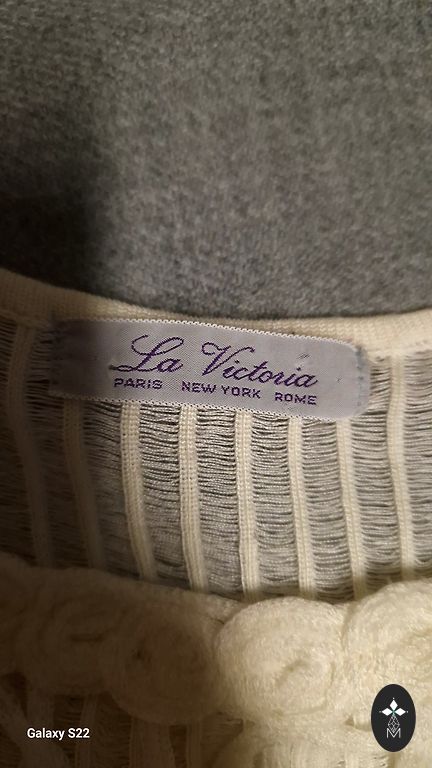 La Victoria
PARIS NEW YORK ROME
Galaxy S22